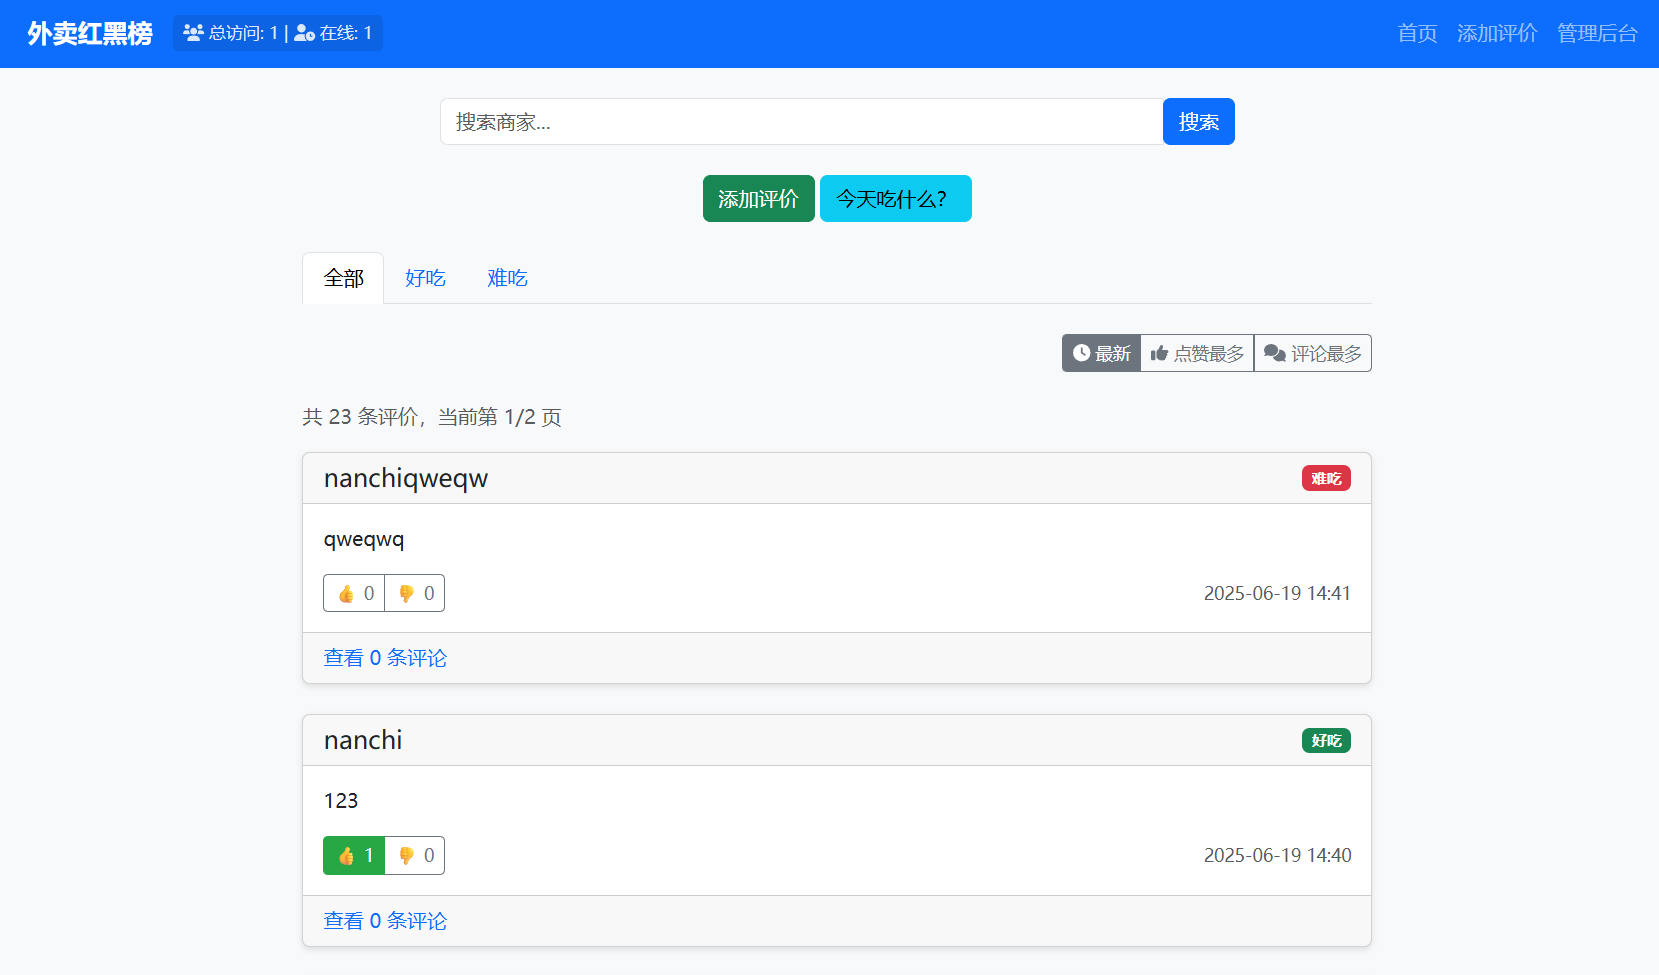 外卖红黑榜 总访问: 1 | 在线: 1 首页 添加评价 管理后台
搜索商家... 搜索
添加评价 今天吃什么？
全部 好吃 难吃
最新 点赞最多 评论最多
共 23 条评价，当前第 1/2 页
nanchiqweqw 难吃
qweqwq
👍 0 👎 0 2025-06-19 14:41
查看 0 条评论
nanchi 好吃
123
👍 1 👎 0 2025-06-19 14:40
查看 0 条评论